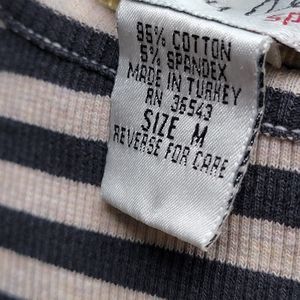 95% COTTON
5% SPANDEX
MADE IN TURKEY
RN 36543
SIZE M
REVERSE FOR CARE